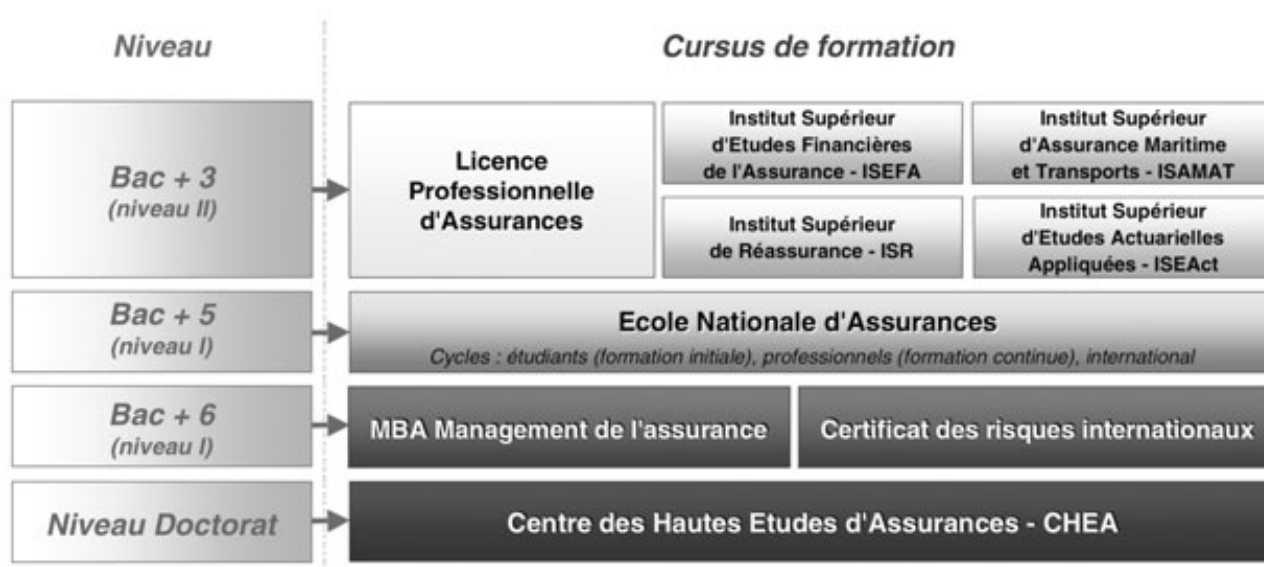 Niveau
Cursus de formation
Bac + 3
(niveau II)
Licence
Professionnelle
d'Assurances
Institut Supérieur
d'Etudes Financières
de l'Assurance - ISEFA
Institut Supérieur
d'Assurance Maritime
et Transports - ISAMAT
Institut Supérieur
de Réassurance - ISR
Institut Supérieur
d'Etudes Actuarielles
Appliquées - ISEAct
Bac + 5
(niveau I)
Ecole Nationale d'Assurances
Cycles : étudiants (formation initiale), professionnels (formation continue), international
Bac + 6
(niveau I)
MBA Management de l'assurance
Certificat des risques internationaux
Niveau Doctorat
Centre des Hautes Etudes d'Assurances - CHEA